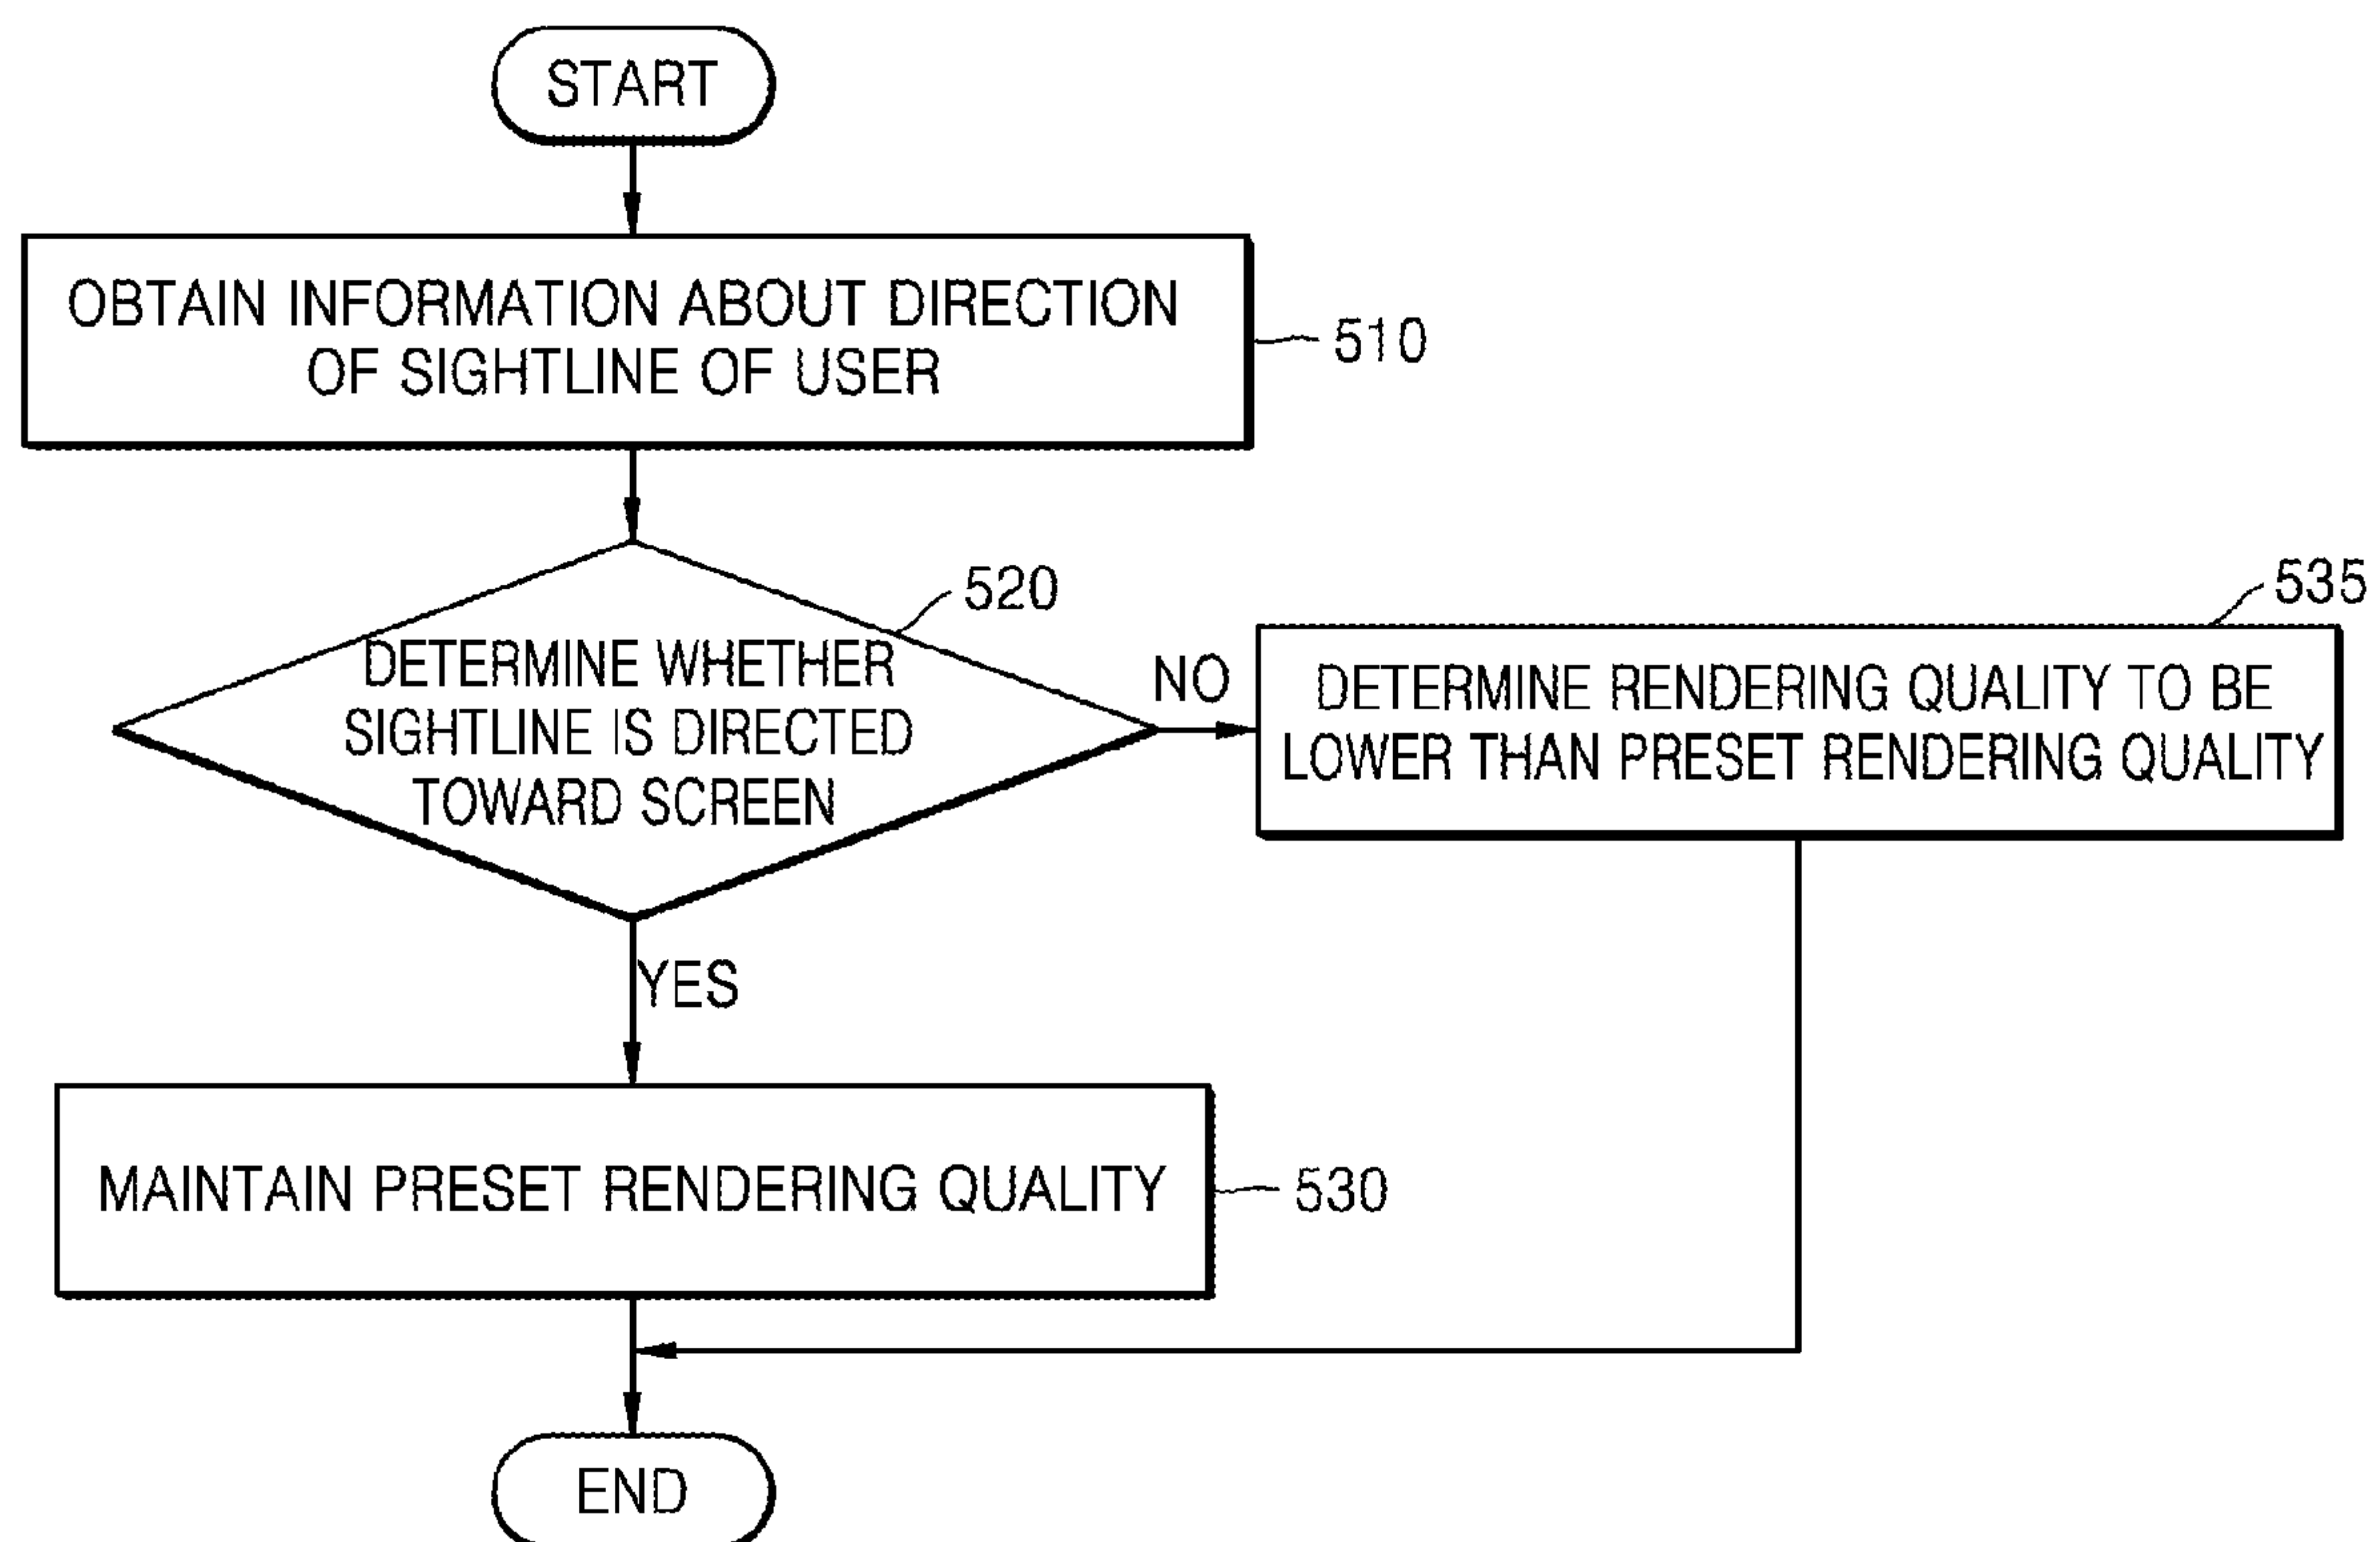 START
OBTAIN INFORMATION ABOUT DIRECTION
OF SIGHTLINE OF USER
510
520
DETERMINE WHETHER
SIGHTLINE IS DIRECTED
TOWARD SCREEN
NO
535
DETERMINE RENDERING QUALITY TO BE
LOWER THAN PRESET RENDERING QUALITY
YES
MAINTAIN PRESET RENDERING QUALITY
530
END